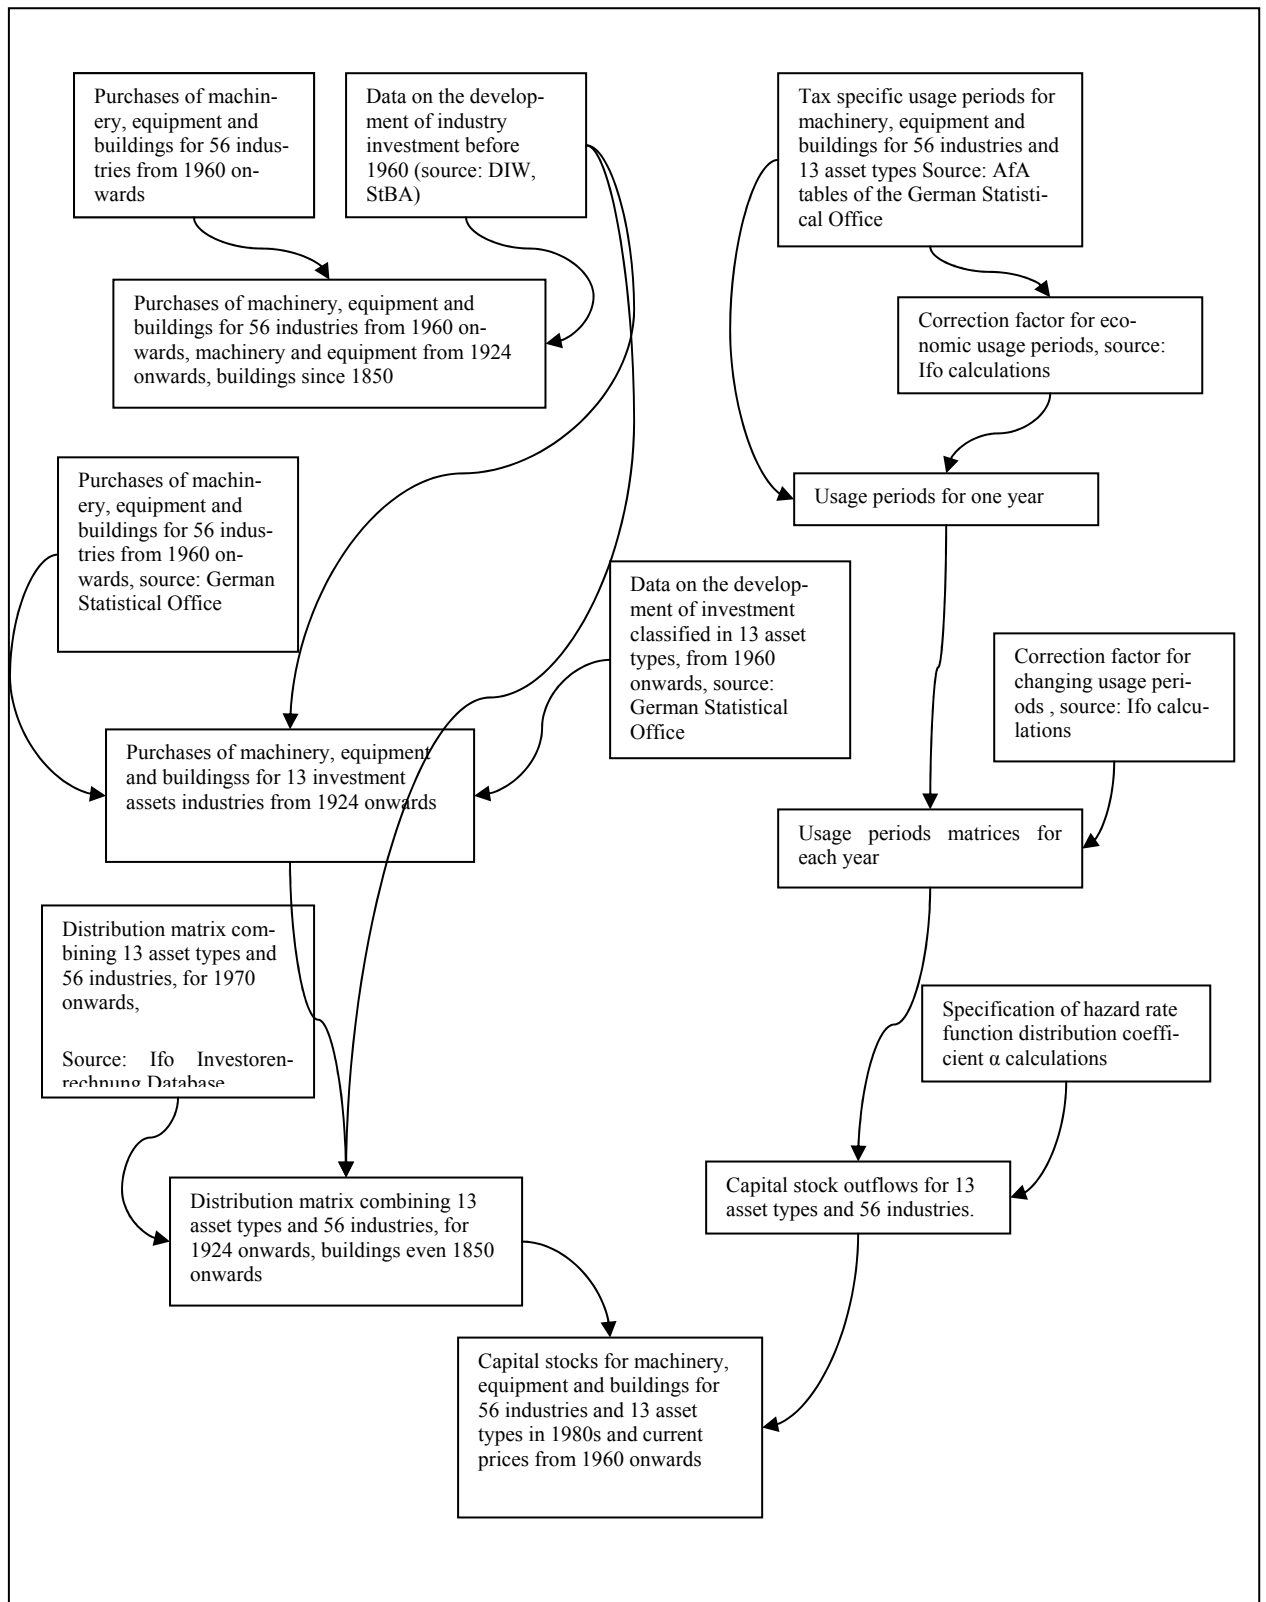 Purchases of machin-
ery, equipment and
buildings for 56 indus-
tries from 1960 on-
wards
Data on the develop-
ment of industry
investment before
1960 (source: DIW,
StBA)
Tax specific usage periods for
machinery, equipment and
buildings for 56 industries and
13 asset types Source: AfA
tables of the German Statisti-
cal Office
Purchases of machinery, equipment and
buildings for 56 industries from 1960 on-
wards, machinery and equipment from 1924
onwards, buildings since 1850
Correction factor for eco-
nomic usage periods, source:
Ifo calculations
Purchases of machin-
ery, equipment and
buildings for 56 indus-
tries from 1960 on-
wards, source: German
Statistical Office
Usage periods for one year
Data on the develop-
ment of investment
classified in 13 asset
types, from 1960
onwards, source:
German Statistical
Office
Correction factor for
changing usage peri-
ods , source: Ifo calcu-
lations
Purchases of machinery, equipment
and buildingss for 13 investment
assets industries from 1924 onwards
Usage periods matrices for
each year
Distribution matrix com-
bining 13 asset types and
56 industries, for 1970
onwards,
Source: Ifo Investoren-
rechnung Database
Specification of hazard rate
function distribution coeffi-
cient α calculations
Distribution matrix combining 13
asset types and 56 industries, for
1924 onwards, buildings even 1850
onwards
Capital stock outflows for 13
asset types and 56 industries.
Capital stocks for machinery,
equipment and buildings for
56 industries and 13 asset
types in 1980s and current
prices from 1960 onwards